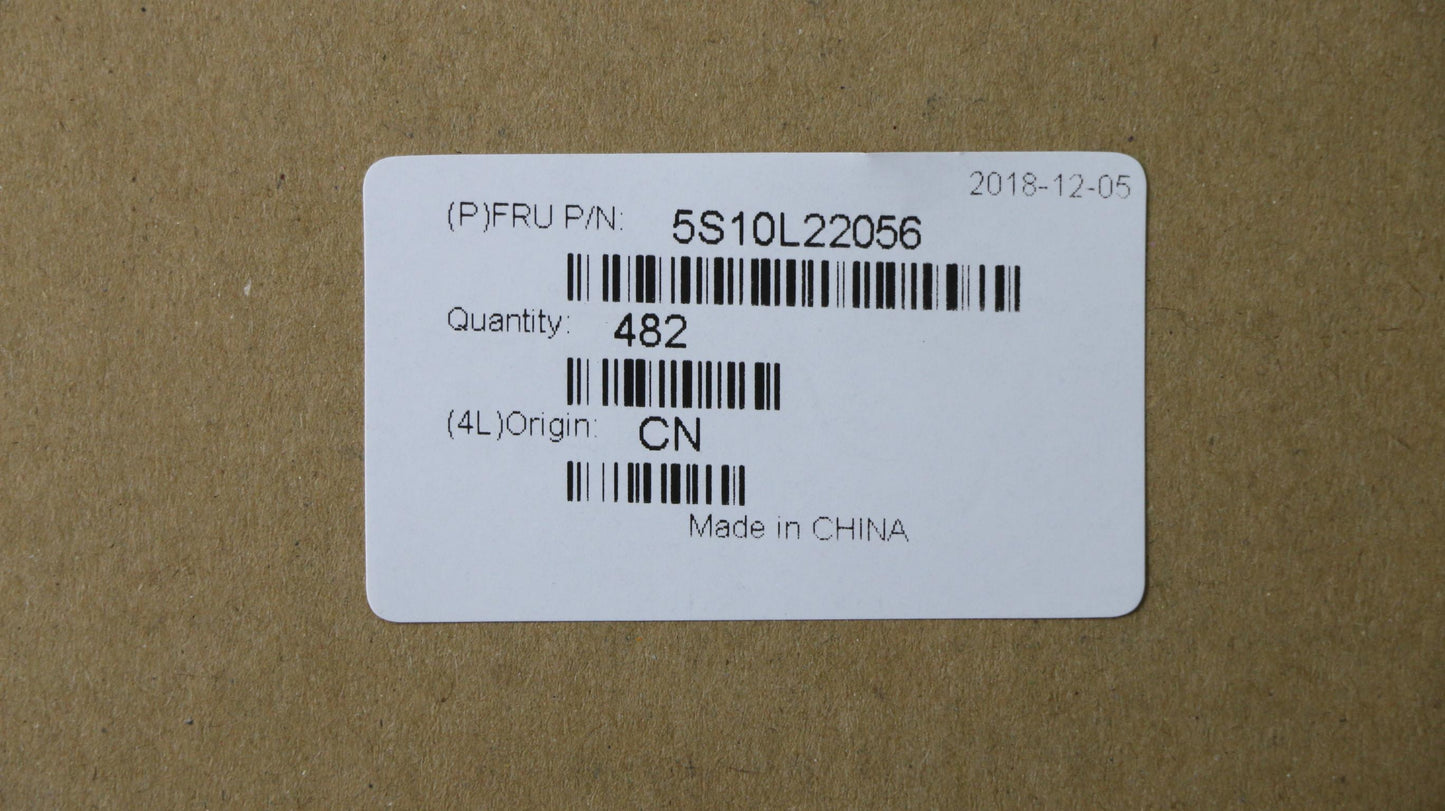 2018-12-05
(P)FRU P/N: 5S10L22056
Quantity: 482
(4L)Origin: CN
Made in CHINA